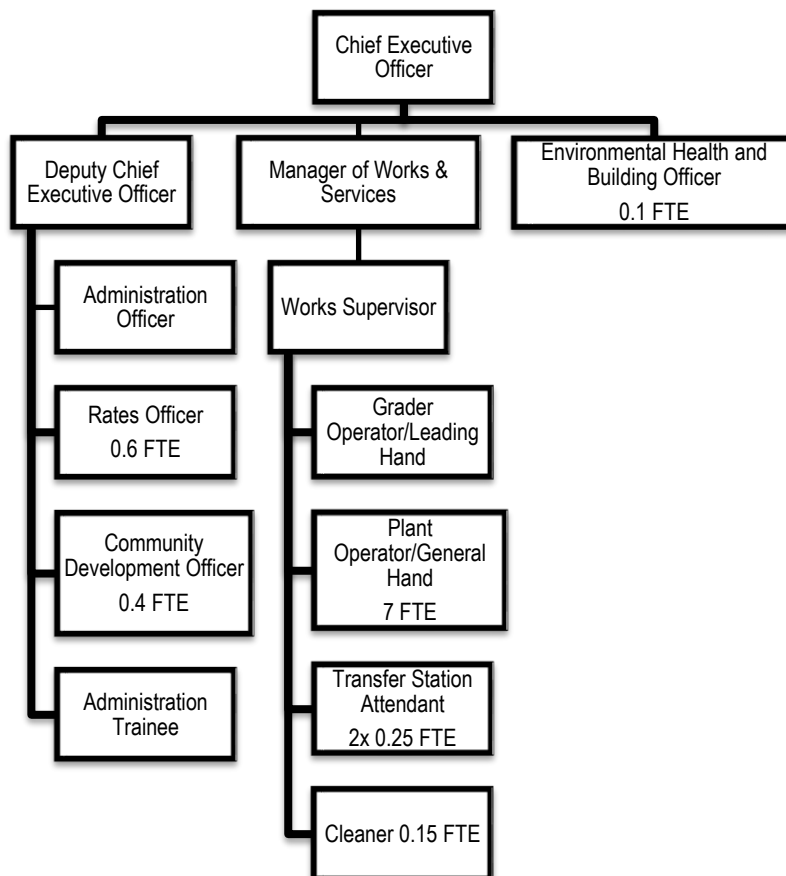 Chief Executive
Officer
Deputy Chief
Executive Officer
Manager of Works &
Services
Environmental Health and
Building Officer
0.1 FTE
Administration
Officer
Works Supervisor
Rates Officer
0.6 FTE
Grader
Operator/Leading
Hand
Community
Development Officer
0.4 FTE
Plant
Operator/General
Hand
7 FTE
Administration
Trainee
Transfer Station
Attendant
2x 0.25 FTE
Cleaner 0.15 FTE